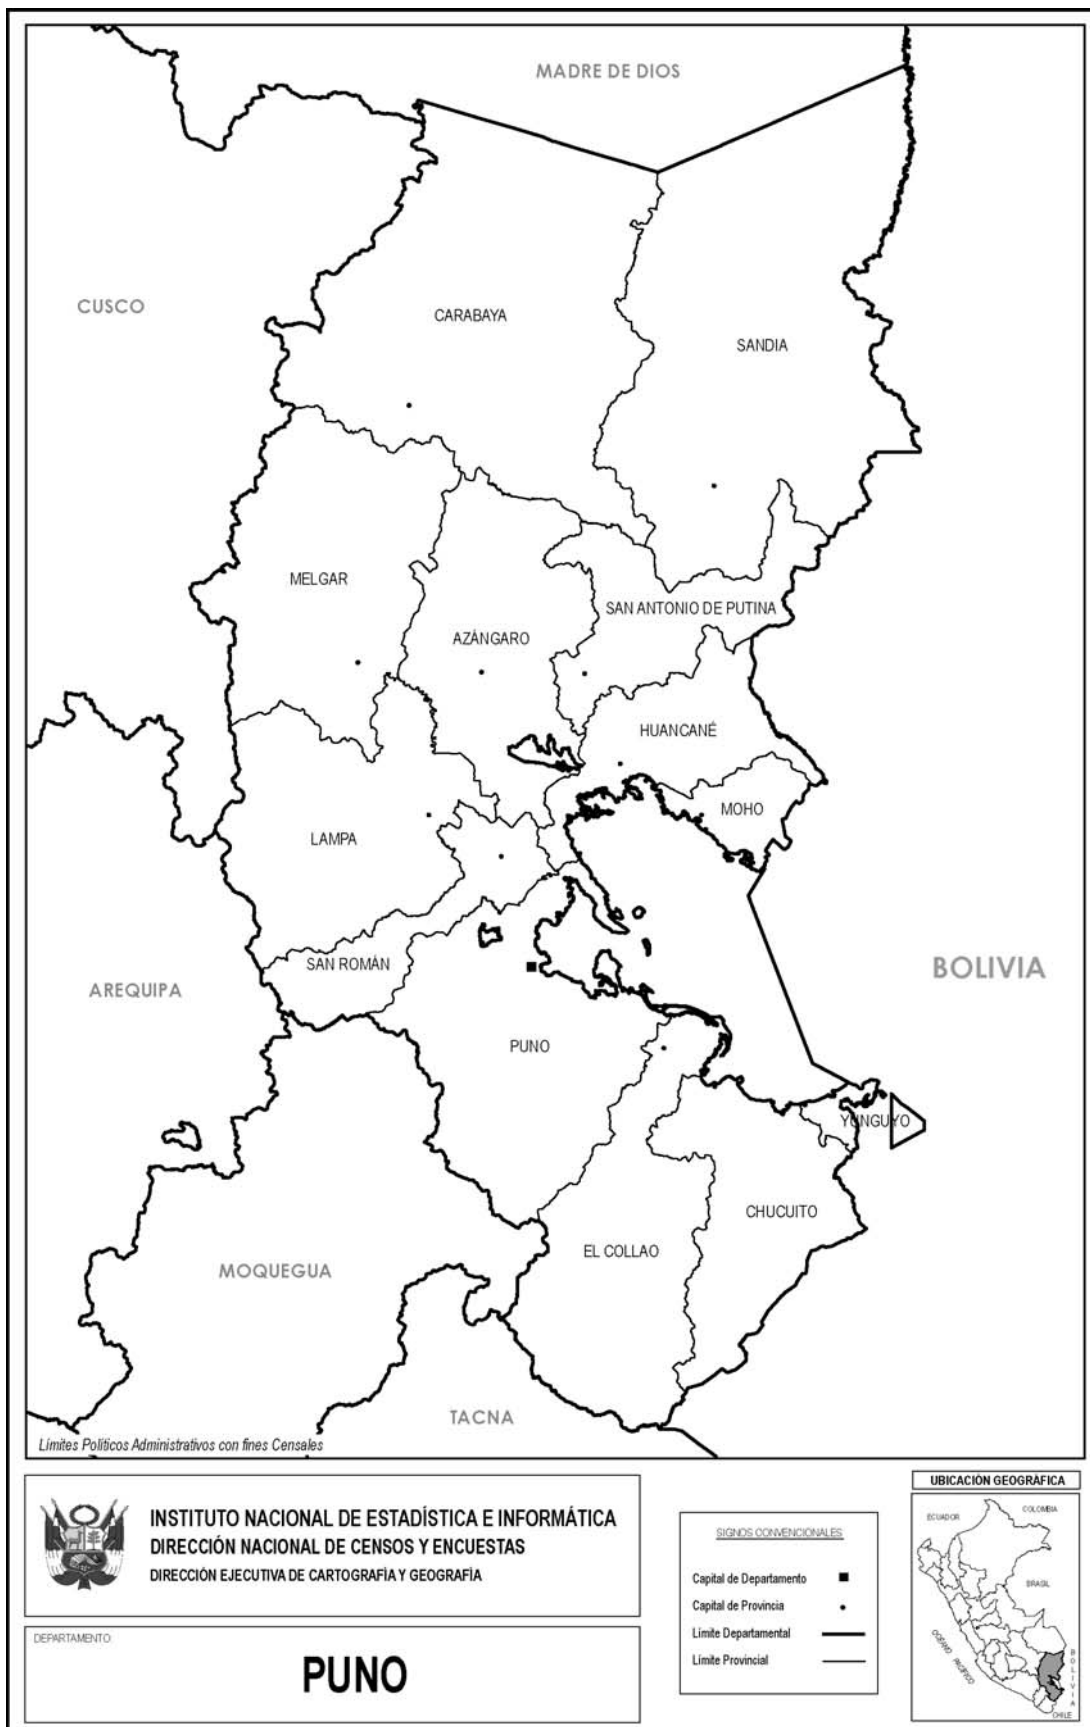 MADRE DE DIOS
CUSCO
CARABAYA
SANDIA
MELGAR
SAN ANTONIO DE PUTINA
AZÁNGARO
HUANCANÉ
MOHO
LAMPA
SAN ROMÁN
BOLIVIA
AREQUIPA
PUNO
YUNGUYO
CHUCUITO
EL COLLAO
MOQUEGUA
TACNA
Límites Políticos Administrativos con fines Censales
INSTITUTO NACIONAL DE ESTADÍSTICA E INFORMÁTICA
DIRECCIÓN NACIONAL DE CENSOS Y ENCUESTAS
DIRECCIÓN EJECUTIVA DE CARTOGRAFÍA Y GEOGRAFÍA
DEPARTAMENTO:
PUNO
SIGNOS CONVENCIONALES
Capital de Departamento
Capital de Provincia
Límite Departamental
Límite Provincial
UBICACIÓN GEOGRÁFICA
ECUADOR
COLOMBIA
BRASIL
OCÉANO PACÍFICO
BOLIVIA
CHILE